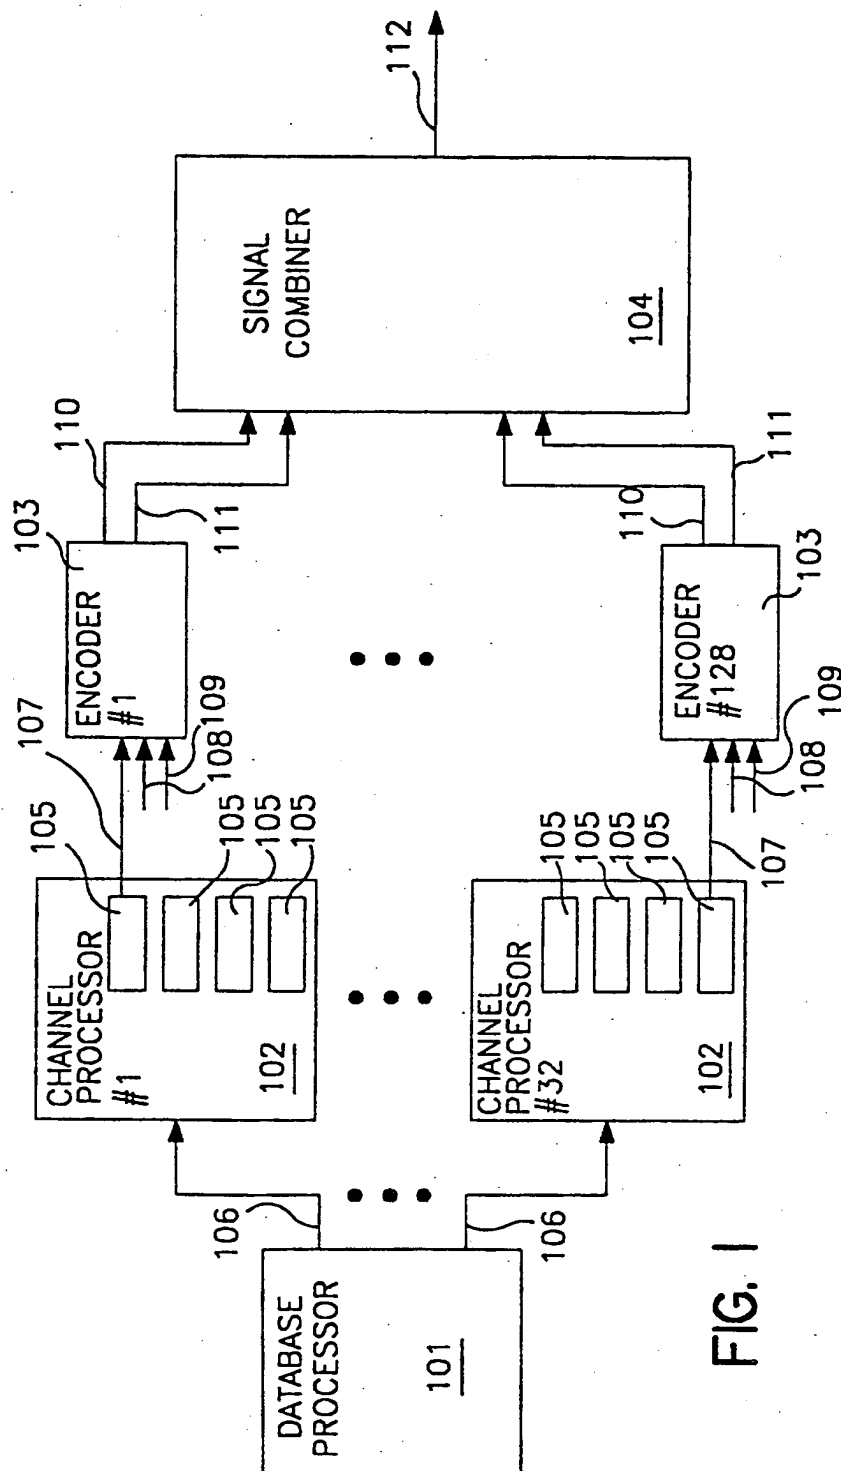 DATABASE
PROCESSOR
101
106
106
CHANNEL
PROCESSOR
#1
102
105
105
105
105
CHANNEL
PROCESSOR
#32
102
105
105
105
105
107
108
109
107
108
109
ENCODER
#1
103
ENCODER
#128
103
110
111
110
111
SIGNAL
COMBINER
104
112
FIG. 1